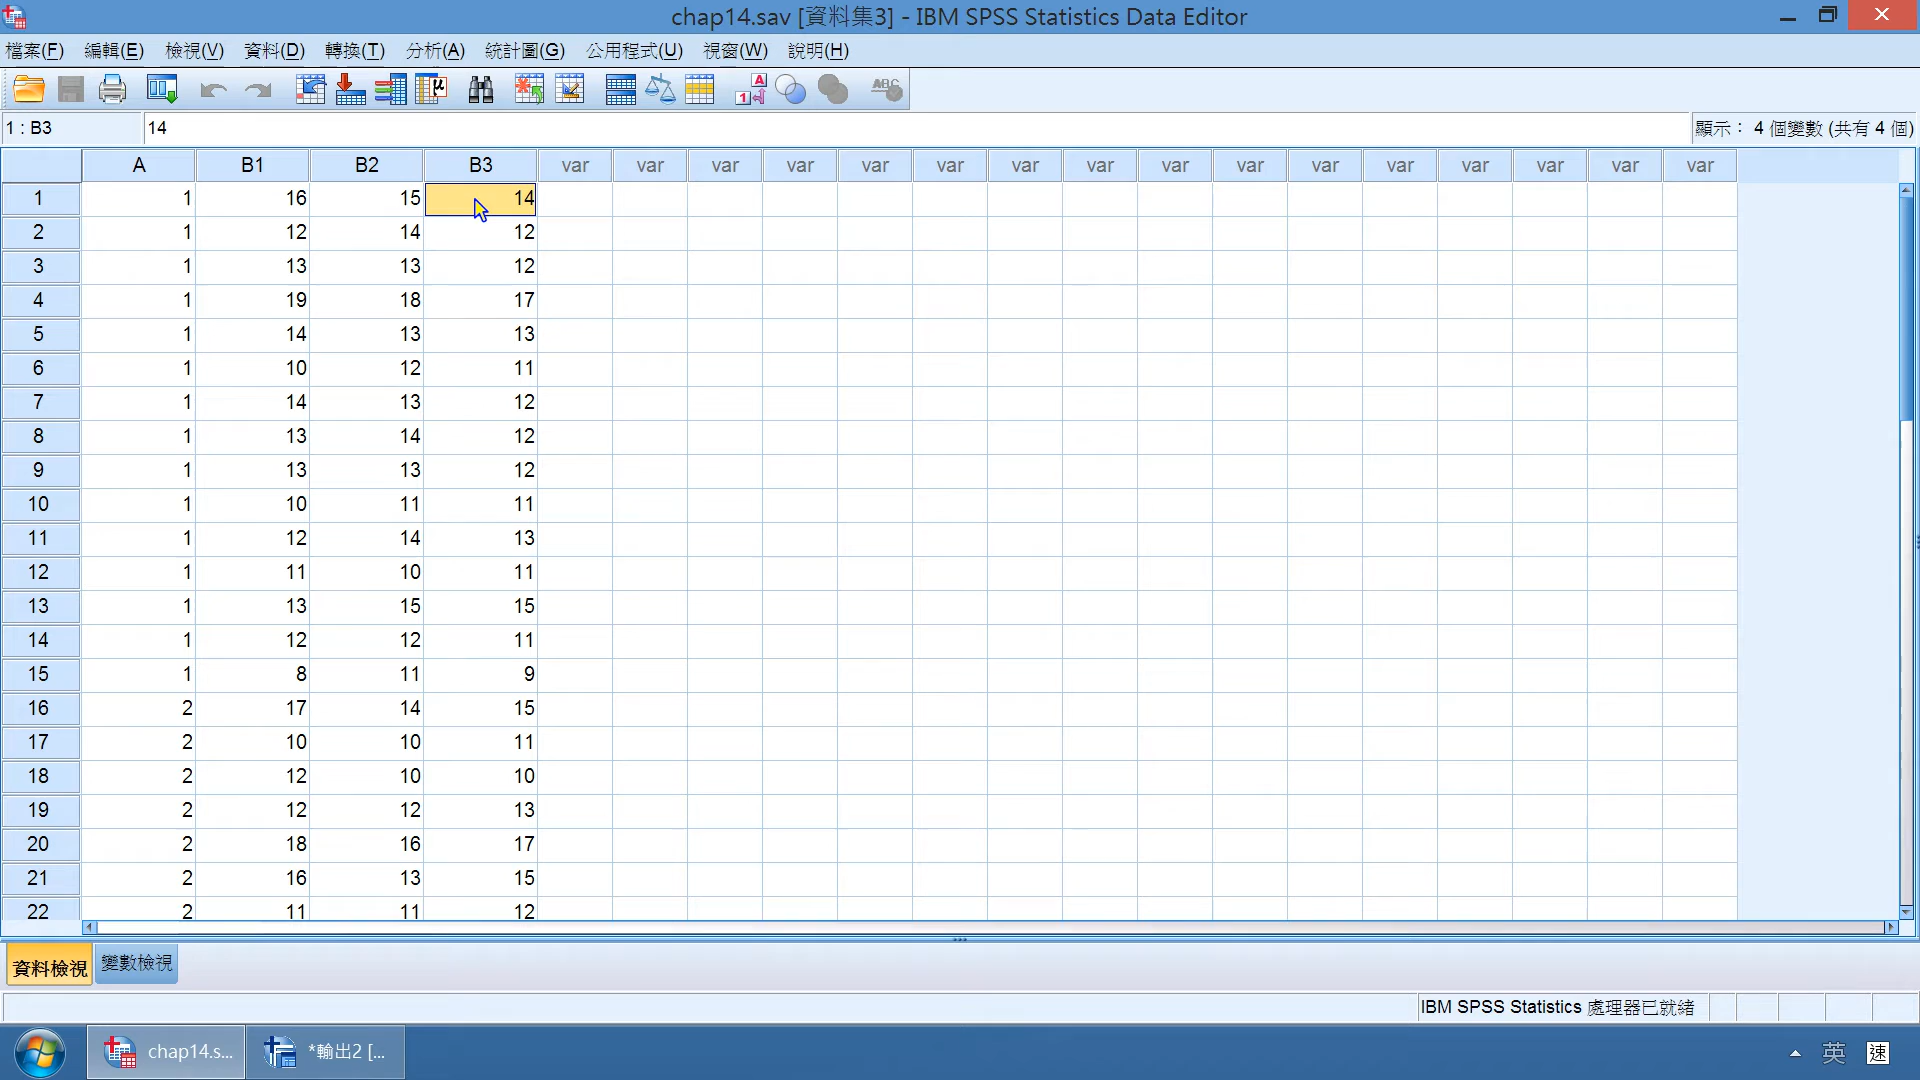 chap14.sav [資料集3] - IBM SPSS Statistics Data Editor
檔案(F) 編輯(E) 檢視(V) 資料(D) 轉換(T) 分析(A) 統計圖(G) 公用程式(U) 視窗(W) 說明(H)
1 : B3 14 顯示： 4 個變數 (共有 4 個)
A B1 B2 B3 var var var var var var var var var var var var var var var var
1 1 16 15 14
2 1 12 14 12
3 1 13 13 12
4 1 19 18 17
5 1 14 13 13
6 1 10 12 11
7 1 14 13 12
8 1 13 14 12
9 1 13 13 12
10 1 10 11 11
11 1 12 14 13
12 1 11 10 11
13 1 13 15 15
14 1 12 12 11
15 1 8 11 9
16 2 17 14 15
17 2 10 10 11
18 2 12 10 10
19 2 12 12 13
20 2 18 16 17
21 2 16 13 15
22 2 11 11 12
資料檢視 變數檢視
IBM SPSS Statistics 處理器已就緒
chap14.s... *輸出2 [... 英 速